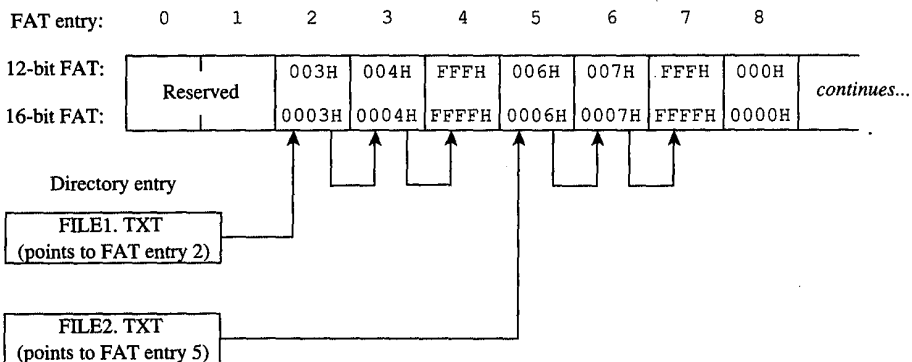 FAT entry: 0 1 2 3 4 5 6 7 8
12-bit FAT: 003H 004H FFFH 006H 007H FFFH 000H
Reserved continues...
16-bit FAT: 0003H 0004H FFFFH 0006H 0007H FFFFH 0000H
Directory entry
FILE1. TXT
(points to FAT entry 2)
FILE2. TXT
(points to FAT entry 5)